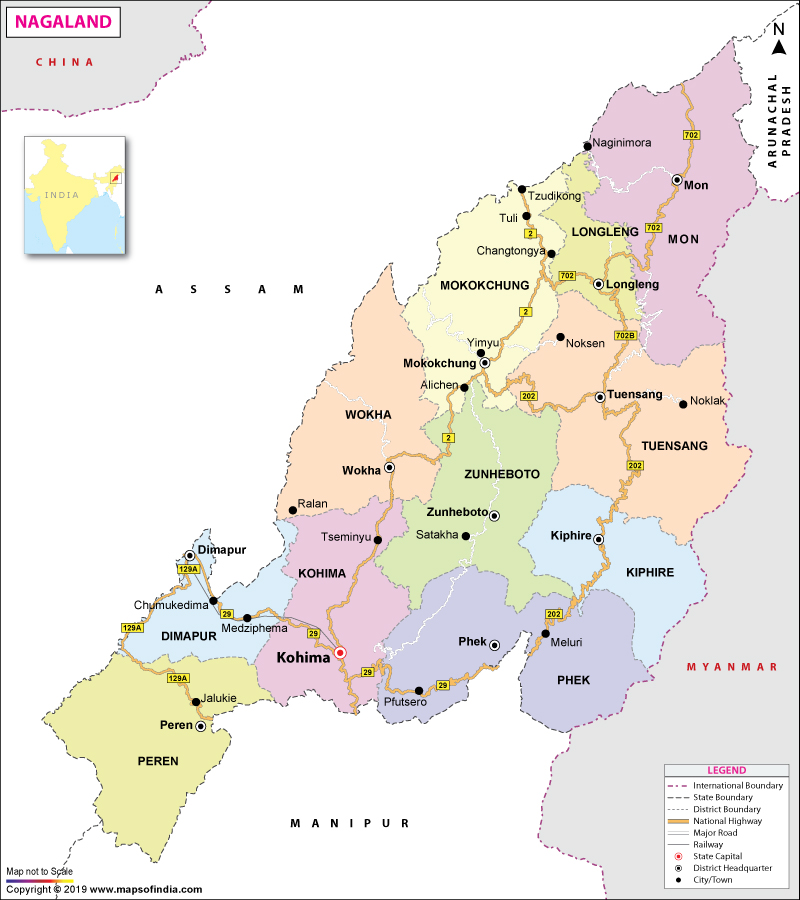 NAGALAND
CHINA
N
ARUNACHAL
PRADESH
INDIA
702
Naginimora
Mon
Tzudikong
Tuli
2
LONGLENG
702
MON
Changtongya
702
Longleng
MOKOKCHUNG
ASSAM
2
702B
Yimyu
Noksen
Mokokchung
Alichen
202
Tuensang
Noklak
WOKHA
2
TUENSANG
202
Wokha
ZUNHEBOTO
Ralan
Zunheboto
Tseminyu
Satakha
Kiphire
Dimapur
129A
KOHIMA
KIPHIRE
Chumukedima
29
Medziphema
202
129A
DIMAPUR
29
Meluri
Kohima
Phek
29
PHEK
MYANMAR
129A
29
Jalukie
Pfutsero
Peren
PEREN
MANIPUR
LEGEND
International Boundary
State Boundary
District Boundary
National Highway
Major Road
Railway
State Capital
District Headquarter
City/Town
Map not to Scale
Copyright © 2019 www.mapsofindia.com